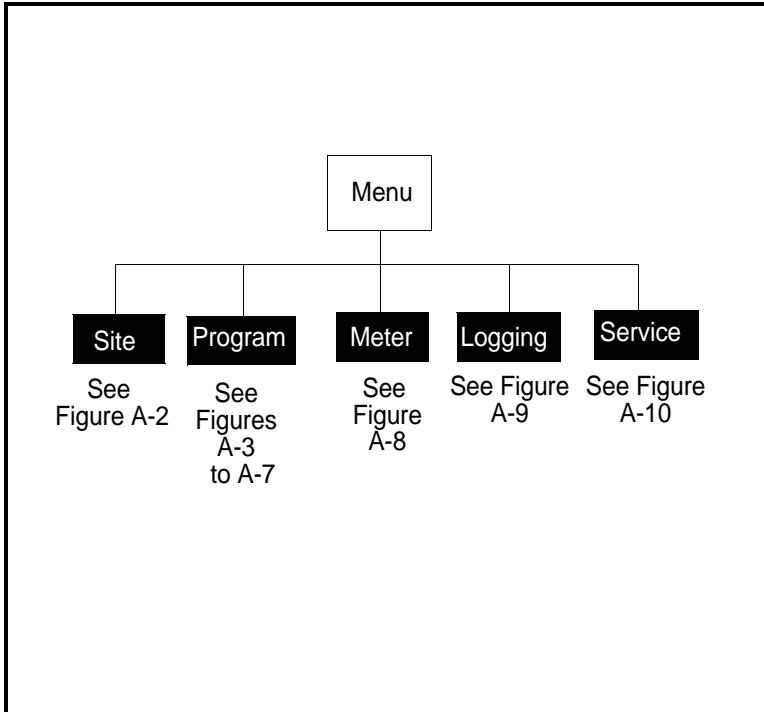 Menu
Site
Program
Meter
Logging
Service
See
Figure A-2
See
Figures
A-3
to A-7
See
Figure
A-8
See Figure
A-9
See Figure
A-10